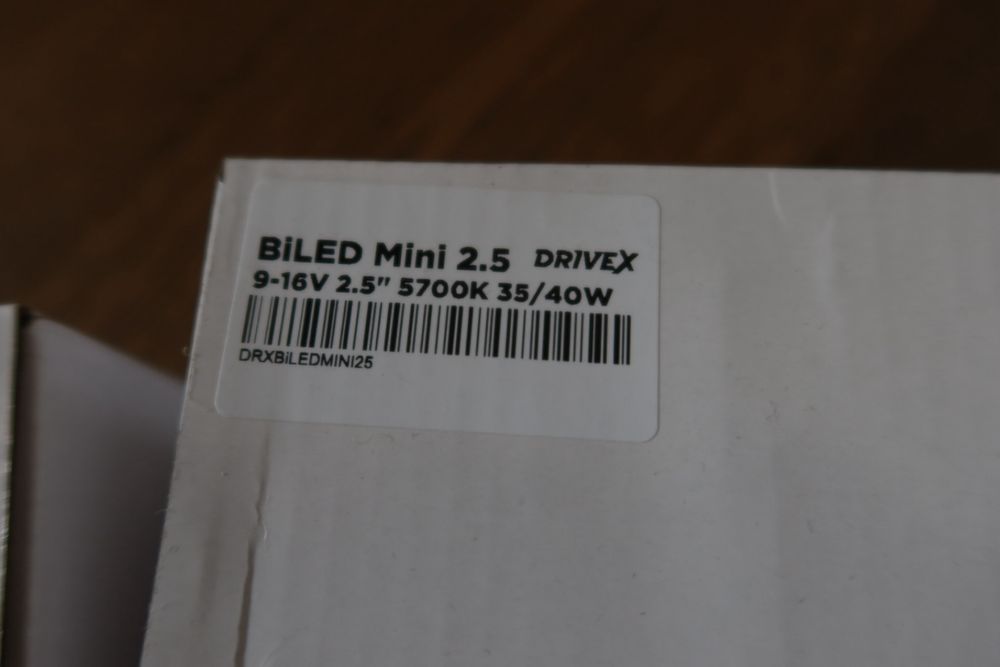 BiLED Mini 2.5 DRIVEX
9-16V 2.5" 5700K 35/40W
DRXBiLEDMINI25